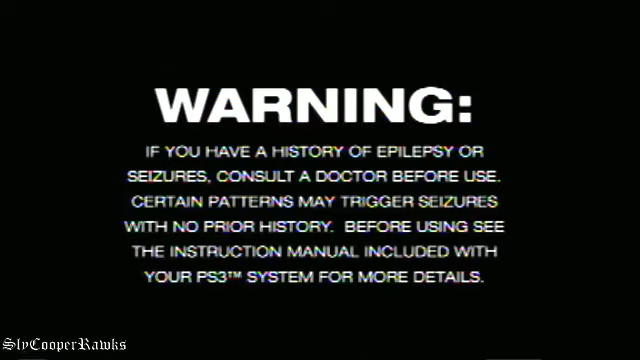 WARNING:
IF YOU HAVE A HISTORY OF EPILEPSY OR
SEIZURES, CONSULT A DOCTOR BEFORE USE.
CERTAIN PATTERNS MAY TRIGGER SEIZURES
WITH NO PRIOR HISTORY.  BEFORE USING SEE
THE INSTRUCTION MANUAL INCLUDED WITH
YOUR PS3™ SYSTEM FOR MORE DETAILS.
SlyCooperRawks